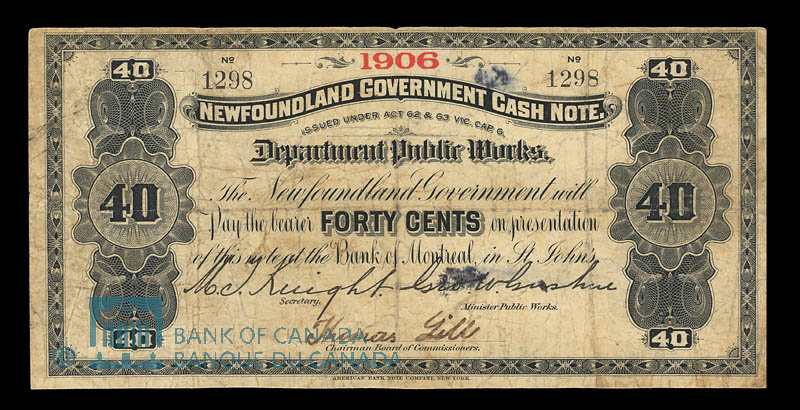 1906
Nº Nº
1298 1298
40 40
NEWFOUNDLAND GOVERNMENT CASH NOTE.
ISSUED UNDER ACT 62 & 63 VIC. CAP 6.
Department Public Works.
The Newfoundland Government will
40 40
Pay the bearer FORTY CENTS on presentation
of this note at the Bank of Montreal, in St. John's,
Secretary. Minister Public Works.
Thomas Gill
Chairman Board of Commissioners.
40 40
AMERICAN BANK NOTE COMPANY, NEW YORK.
© BANK OF CANADA
BANQUE DU CANADA